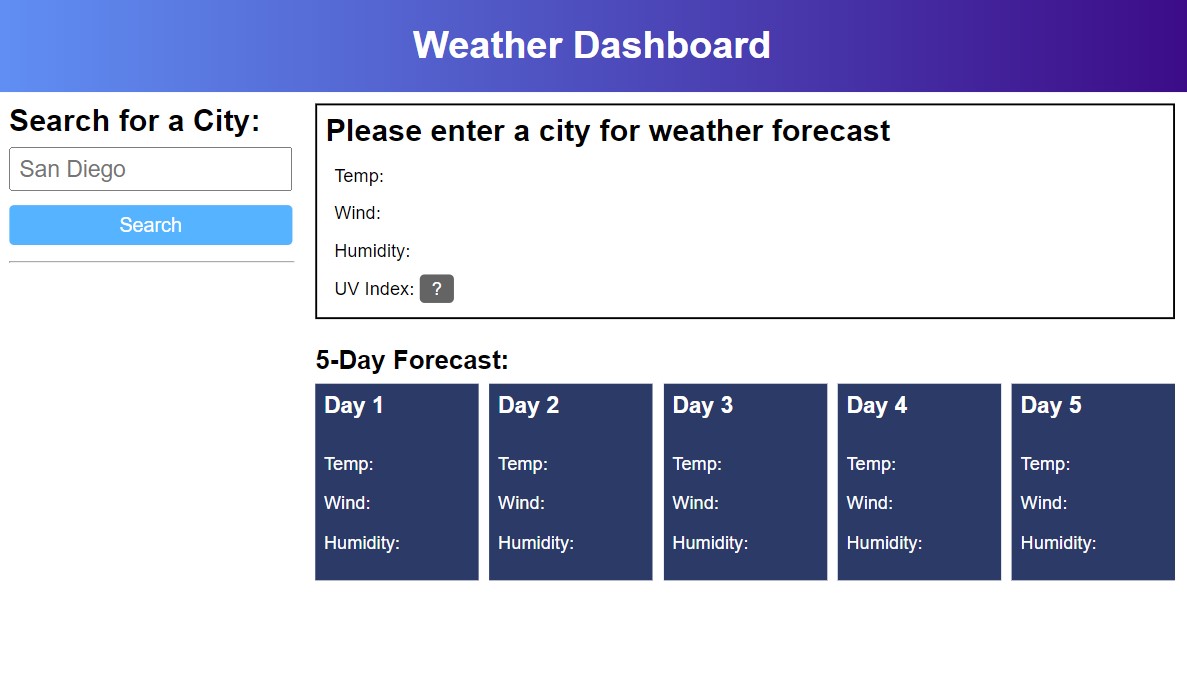 Weather Dashboard
Search for a City:
San Diego
Search
Please enter a city for weather forecast
Temp:
Wind:
Humidity:
UV Index: ?
5-Day Forecast:
Day 1
Temp:
Wind:
Humidity:
Day 2
Temp:
Wind:
Humidity:
Day 3
Temp:
Wind:
Humidity:
Day 4
Temp:
Wind:
Humidity:
Day 5
Temp:
Wind:
Humidity: